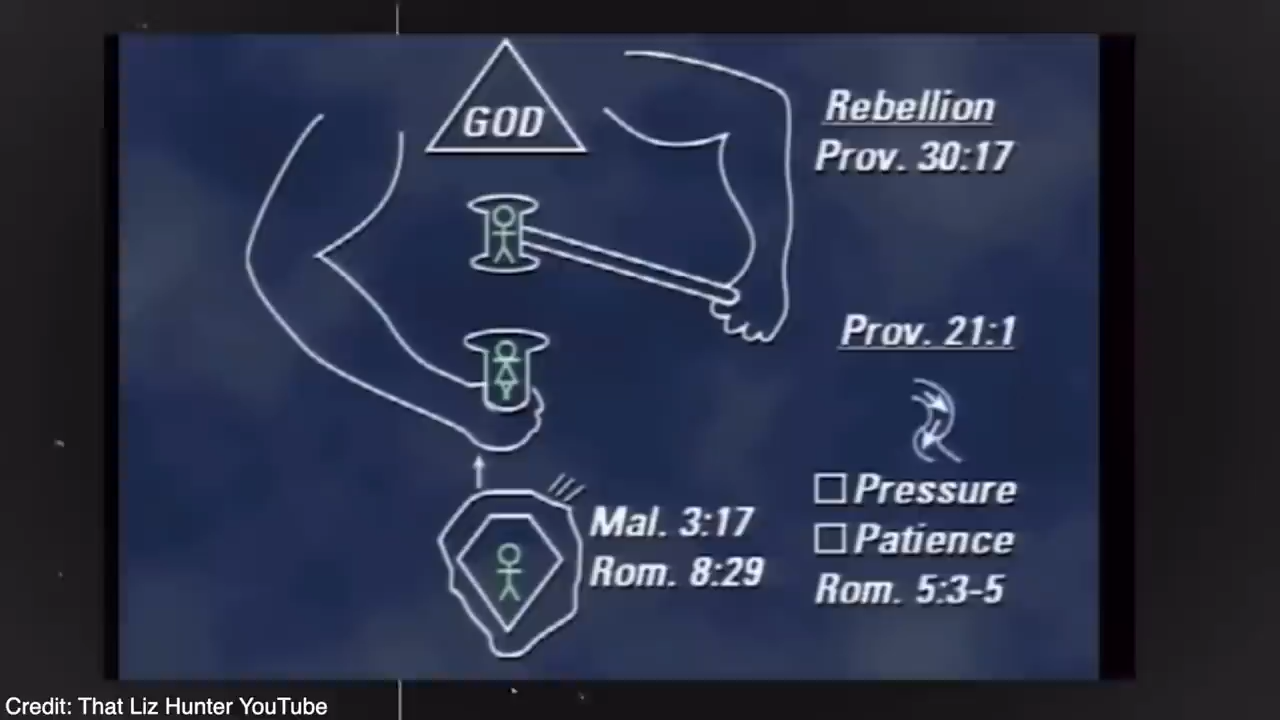 GOD
Rebellion
Prov. 30:17
Prov. 21:1
Pressure
Patience
Rom. 5:3-5
Mal. 3:17
Rom. 8:29
Credit: That Liz Hunter YouTube